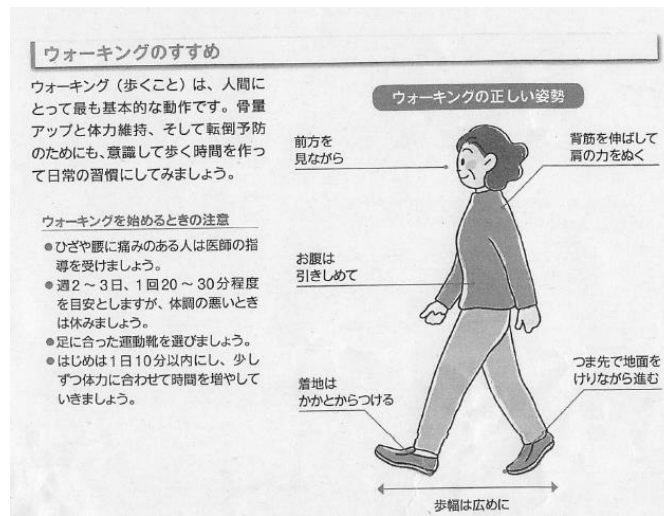 ウォーキングのすすめ
ウォーキング（歩くこと）は、人間に
とって最も基本的な動作です。骨量
アップと体力維持、そして転倒予防
のためにも、意識して歩く時間を作っ
て日常の習慣にしてみましょう。
ウォーキングを始めるときの注意
●ひざや腰に痛みのある人は医師の指
導を受けましょう。
●週2～3日、1回20～30分程度
を目安としますが、体調の悪いとき
は休みましょう。
●足に合った運動靴を選びましょう。
●はじめは1日10分以内にし、少し
ずつ体力に合わせて時間を増やして
いきましょう。
ウォーキングの正しい姿勢
前方を
見ながら
背筋を伸ばして
肩の力をぬく
お腹は
引きしめて
着地は
かかとからつける
つま先で地面を
けりながら進む
歩幅は広めに